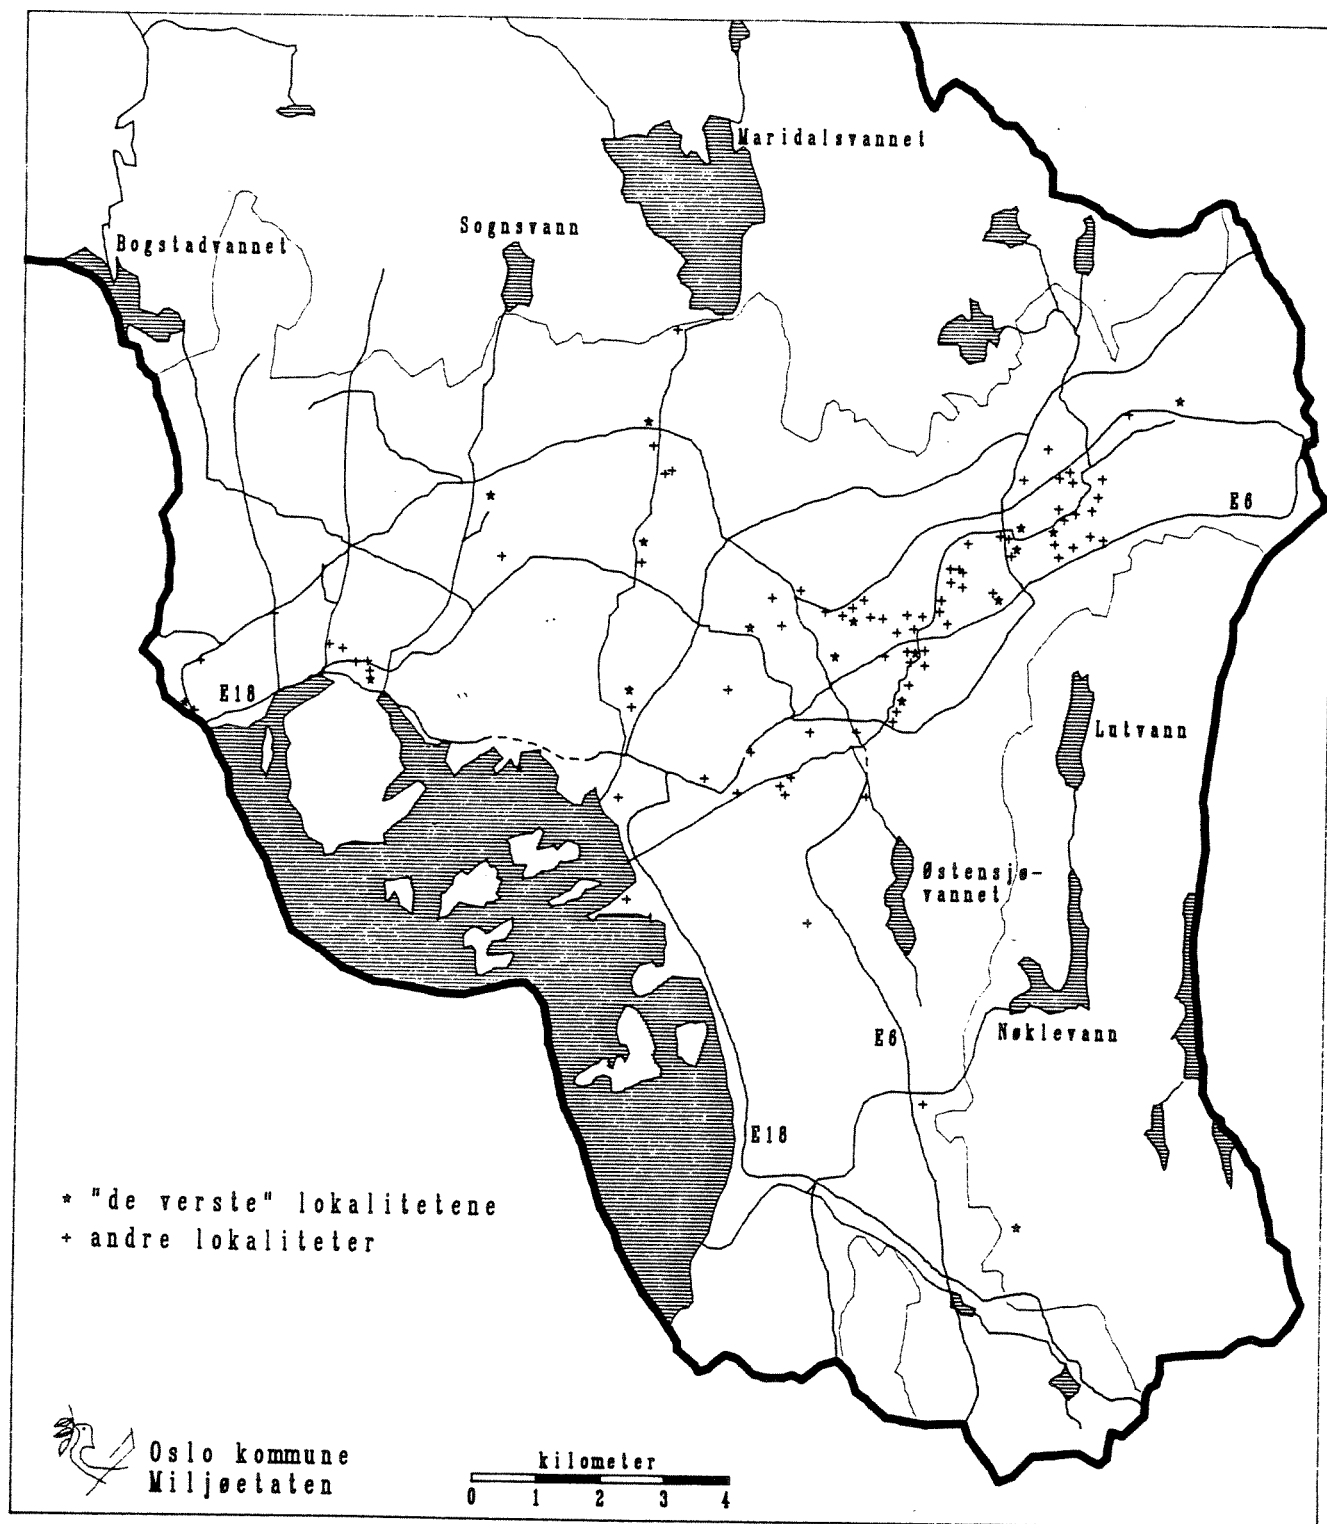 Maridalsvannet
Sognsvann
Bogstadvannet
E6
E18
Lutvann
Østensjø-
vannet
E6
Nøklevann
E18
* "de verste" lokalitetene
+ andre lokaliteter
Oslo kommune
Miljøetaten
kilometer
0 1 2 3 4